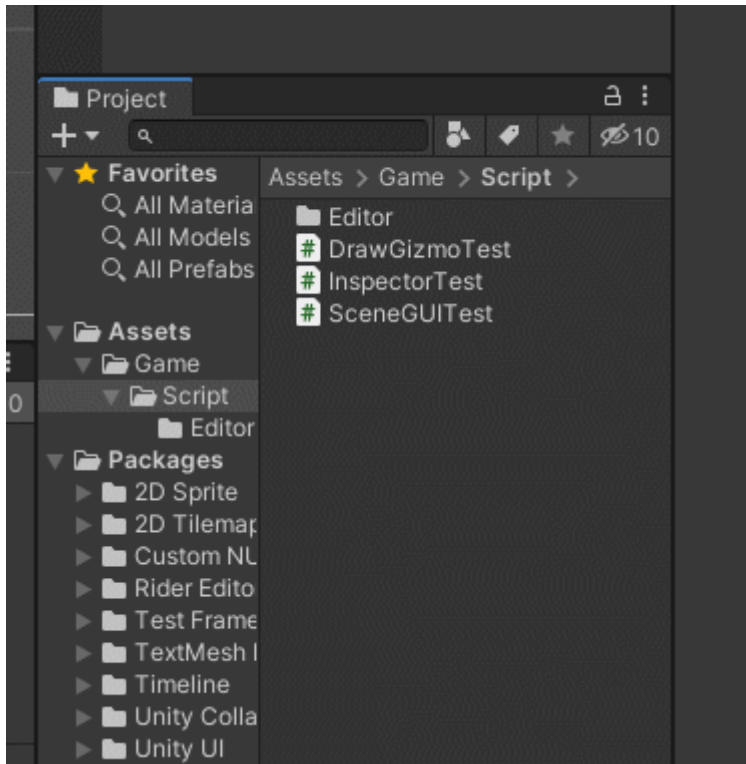 Project
10
Favorites
All Materia
All Models
All Prefabs
Assets
Game
Script
Editor
Packages
2D Sprite
2D Tilemap
Custom NU
Rider Edito
Test Frame
TextMesh
Timeline
Unity Colla
Unity UI
Assets > Game > Script >
Editor
# DrawGizmoTest
# InspectorTest
# SceneGUITest
0